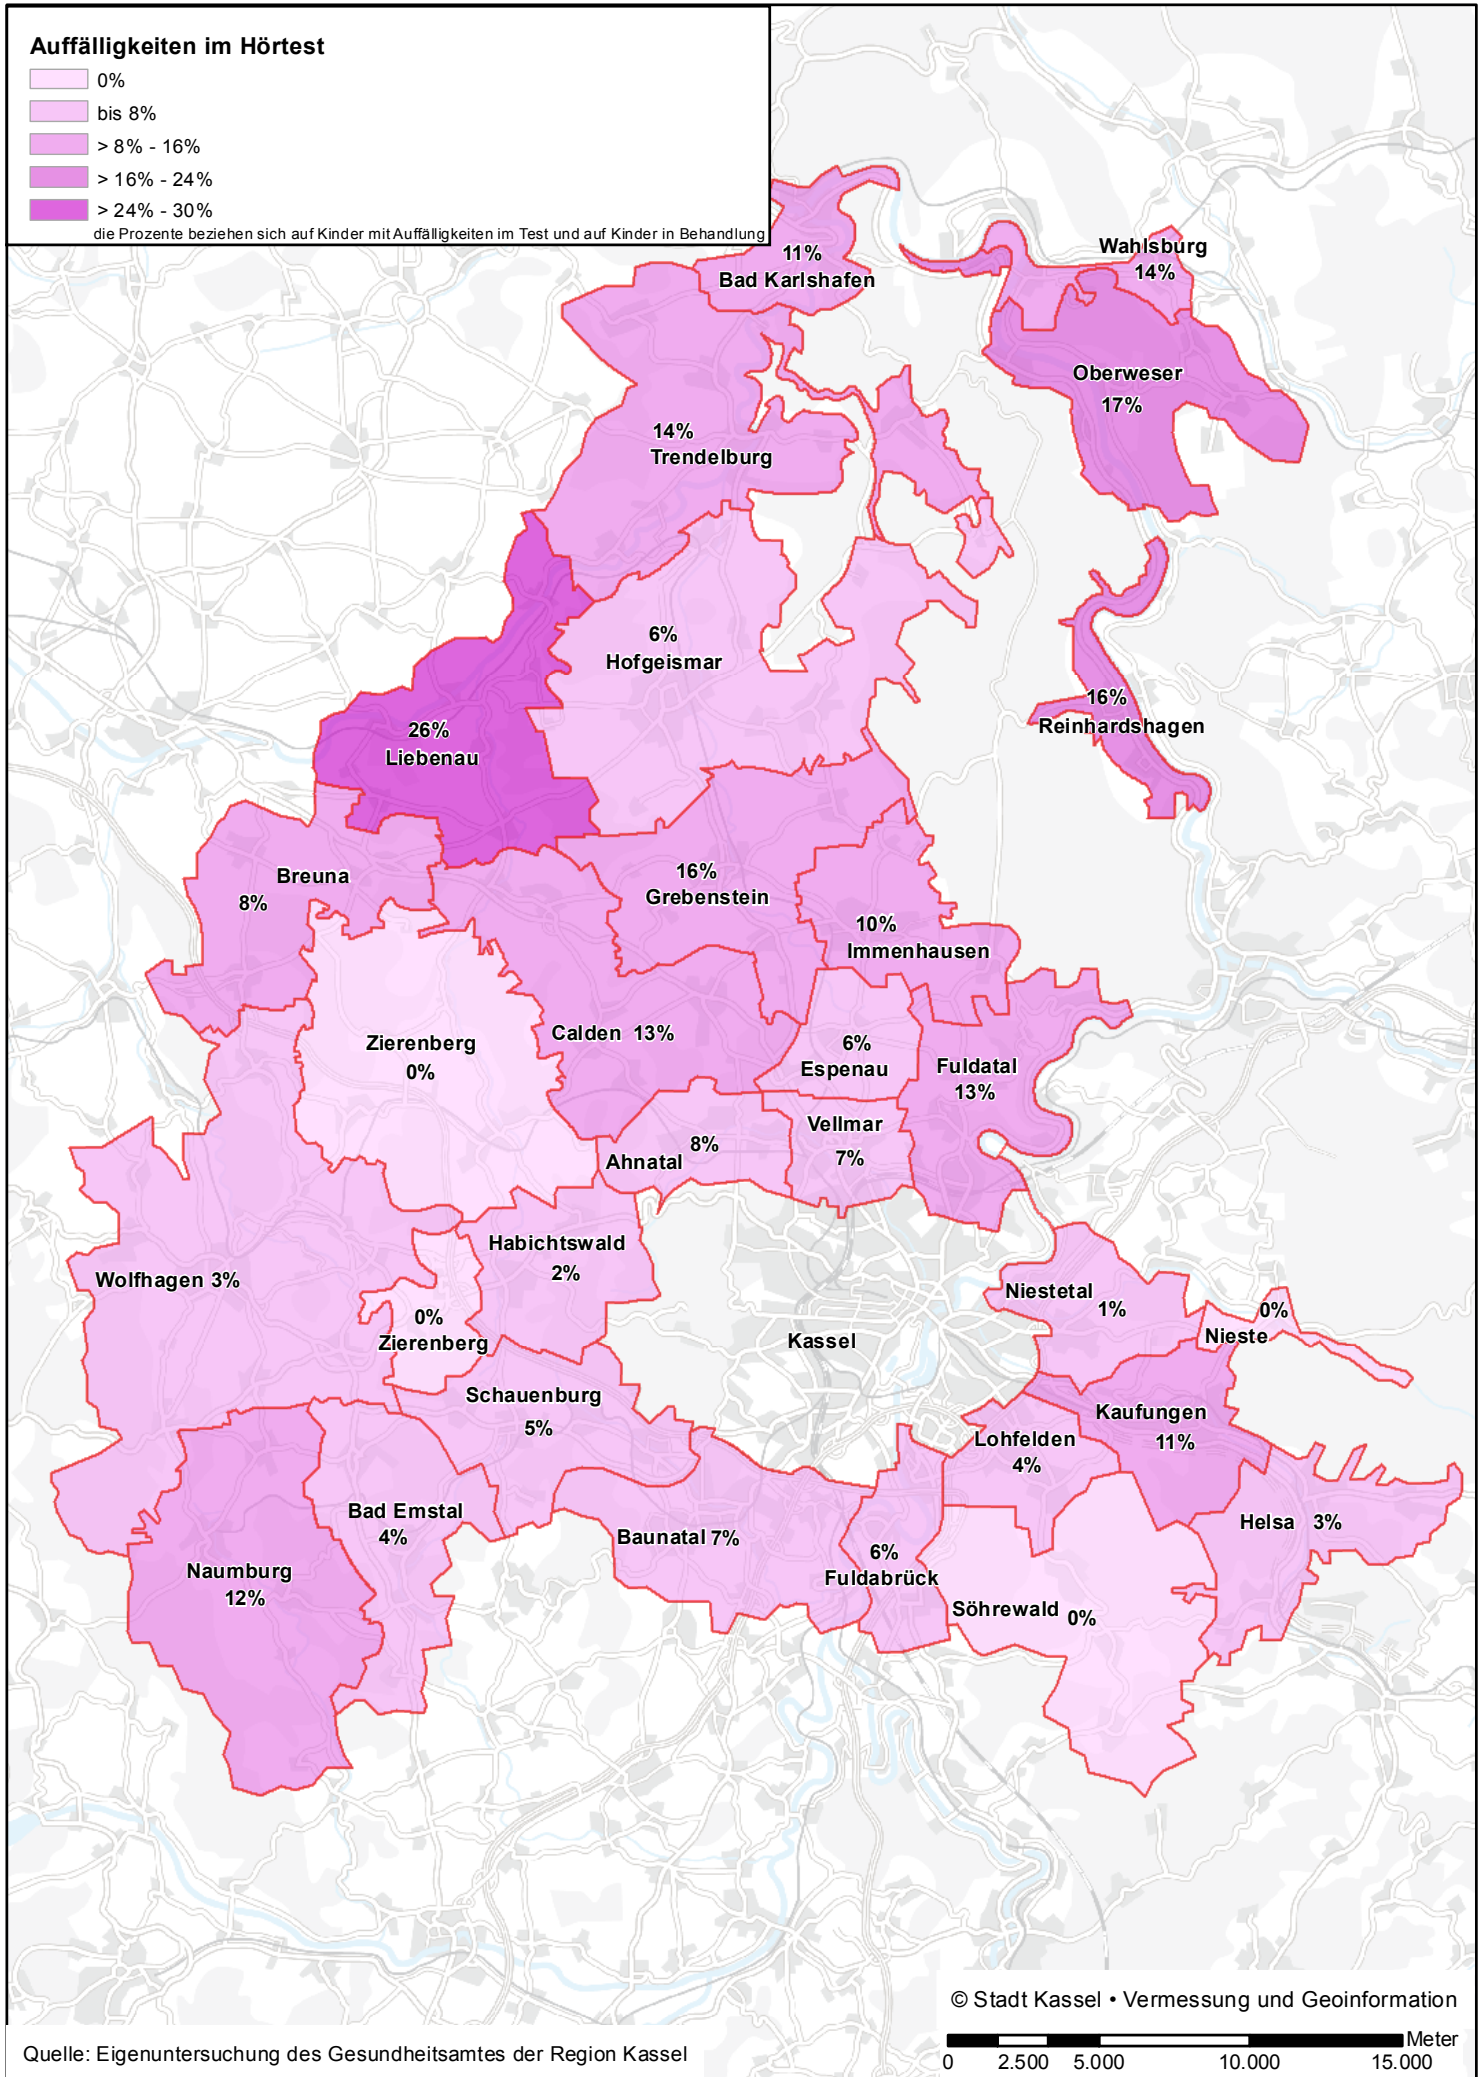 Auffälligkeiten im Hörtest
0%
bis 8%
> 8% - 16%
> 16% - 24%
> 24% - 30%
die Prozente beziehen sich auf Kinder mit Auffälligkeiten im Test und auf Kinder in Behandlung
11%
Bad Karlshafen
Wahlsburg
14%
Oberweser
17%
14%
Trendelburg
6%
Hofgeismar
16%
Reinhardshagen
26%
Liebenau
Breuna
8%
16%
Grebenstein
10%
Immenhausen
Zierenberg
0%
Calden 13%
6%
Espenau
Fuldatal
13%
Vellmar
7%
Ahnatal 8%
Habichtswald
2%
Wolfhagen 3%
0%
Zierenberg
Niestetal
1%
0%
Nieste
Kassel
Schauenburg
5%
Kaufungen
11%
Lohfelden
4%
Bad Emstal
4%
Baunatal 7%
Helsa 3%
6%
Fuldabrück
Naumburg
12%
Söhrewald 0%
© Stadt Kassel • Vermessung und Geoinformation
Meter
0 2.500 5.000 10.000 15.000
Quelle: Eigenuntersuchung des Gesundheitsamtes der Region Kassel